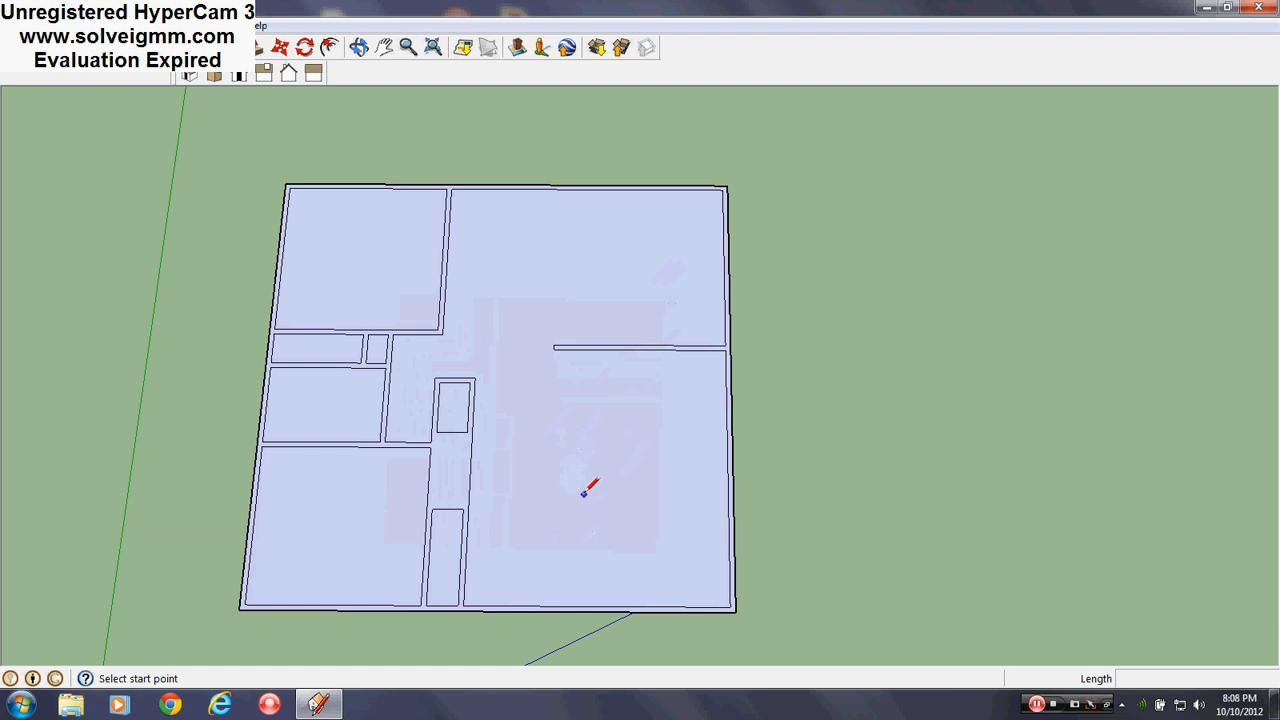 Unregistered HyperCam 3
www.solveigmm.com
Evaluation Expired
elp
Select start point
Length
8:08 PM
10/10/2012